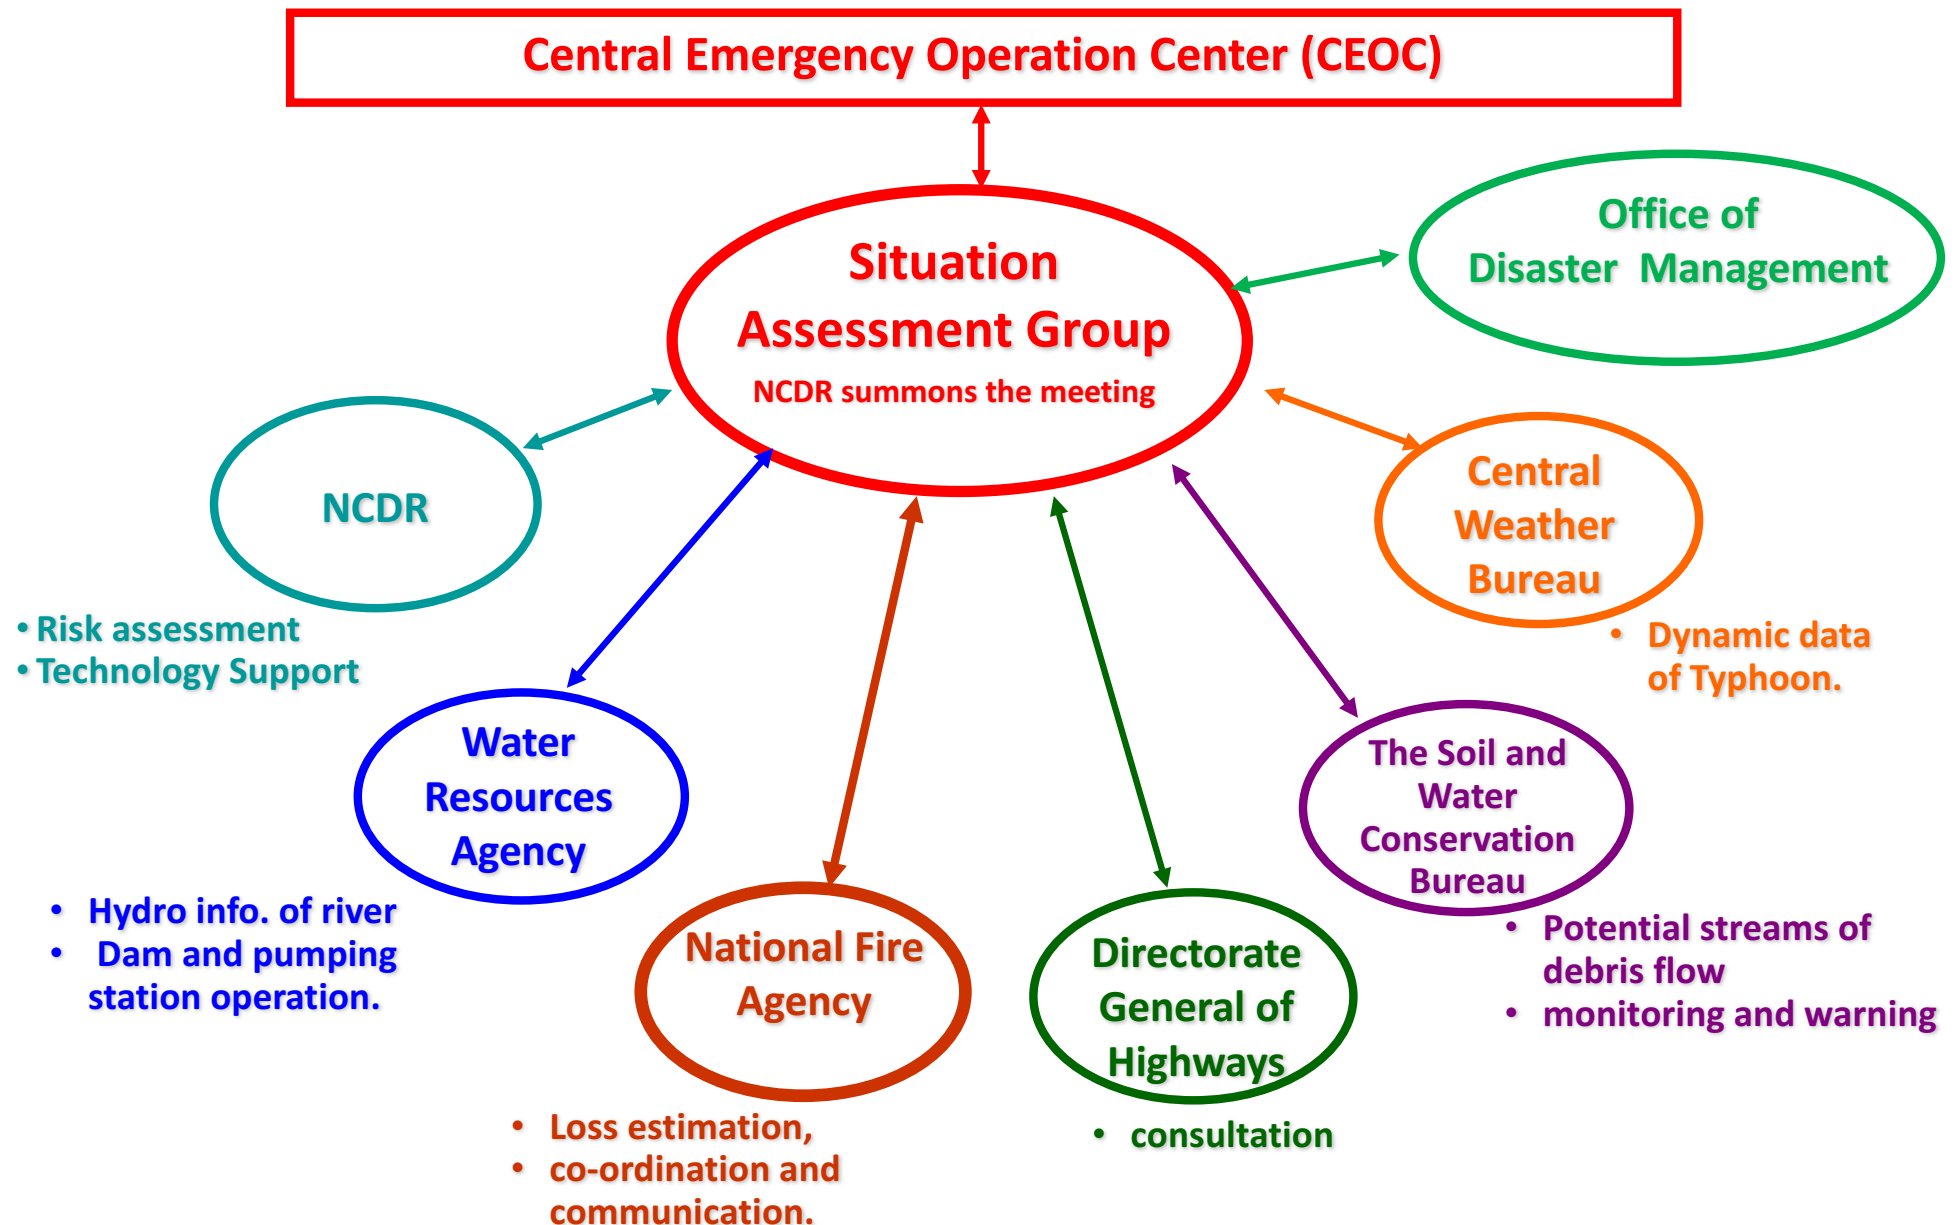 Central Emergency Operation Center (CEOC)
Situation
Assessment Group
NCDR summons the meeting
Office of
Disaster Management
NCDR
• Risk assessment
• Technology Support
Central
Weather
Bureau
• Dynamic data
of Typhoon.
Water
Resources
Agency
• Hydro info. of river
• Dam and pumping
station operation.
The Soil and
Water
Conservation
Bureau
• Potential streams of
debris flow
• monitoring and warning
National Fire
Agency
• Loss estimation,
• co-ordination and
communication.
Directorate
General of
Highways
• consultation